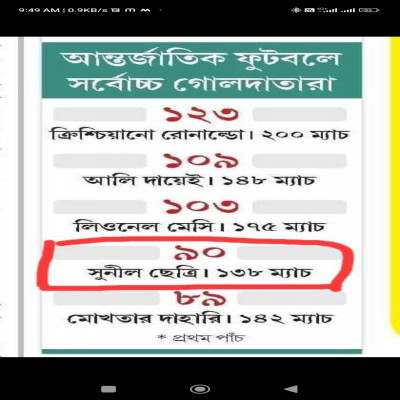 9:49 AM | 0.9KB/s
আন্তর্জাতিক ফুটবলে
সর্বোচ্চ গোলদাতারা
১২৩
ক্রিশ্চিয়ানো রোনাল্ডো। ২০০ ম্যাচ
১০৯
আলি দায়েই। ১৪৮ ম্যাচ
১০৩
লিওনেল মেসি। ১৭৫ ম্যাচ
৯০
সুনীল ছেত্রি। ১৩৮ ম্যাচ
৮৯
মোখতার দাহারি। ১৪২ ম্যাচ
* প্রথম পাঁচ